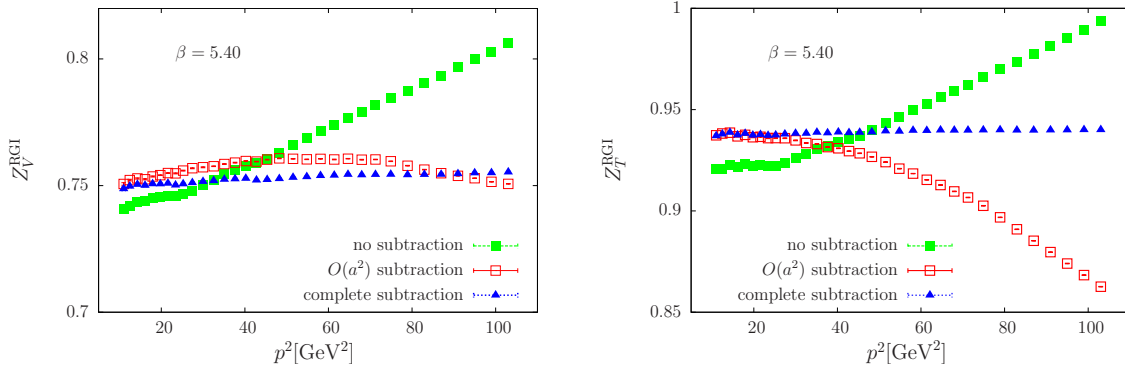 0.8
0.75
0.7
Z_V^RGI
β = 5.40
no subtraction
O(a²) subtraction
complete subtraction
20 40 60 80 100
p²[GeV²]
1
0.95
0.9
0.85
Z_T^RGI
β = 5.40
no subtraction
O(a²) subtraction
complete subtraction
20 40 60 80 100
p²[GeV²]